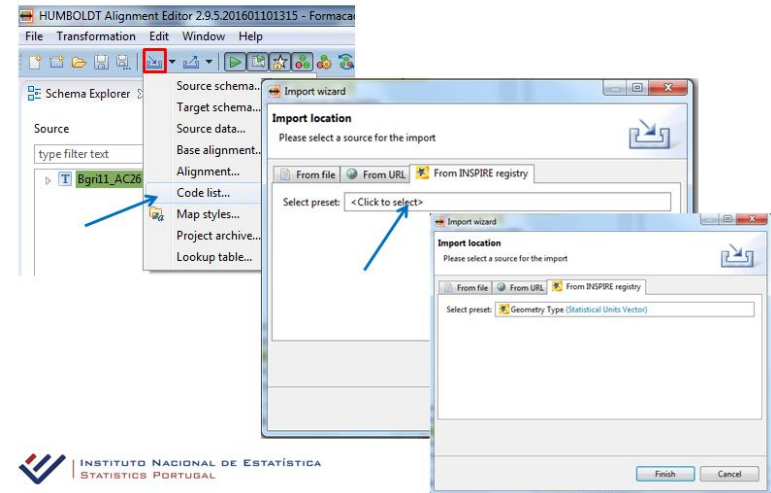 HUMBOLDT Alignment Editor 2.9.5.201601101315 - Formacac
File Transformation Edit Window Help
Schema Explorer
Source
type filter text
T Bgri11_AC26
Source schema...
Target schema...
Source data...
Base alignment...
Alignment...
Code list...
Map styles...
Project archive...
Lookup table...
Import wizard
Import location
Please select a source for the import
From file From URL From INSPIRE registry
Select preset: <Click to select>
Import wizard
Import location
Please select a source for the import
From file From URL From INSPIRE registry
Select preset: Geometry Type (Statistical Units Vector)
Finish Cancel
INSTITUTO NACIONAL DE ESTATÍSTICA
STATISTICS PORTUGAL